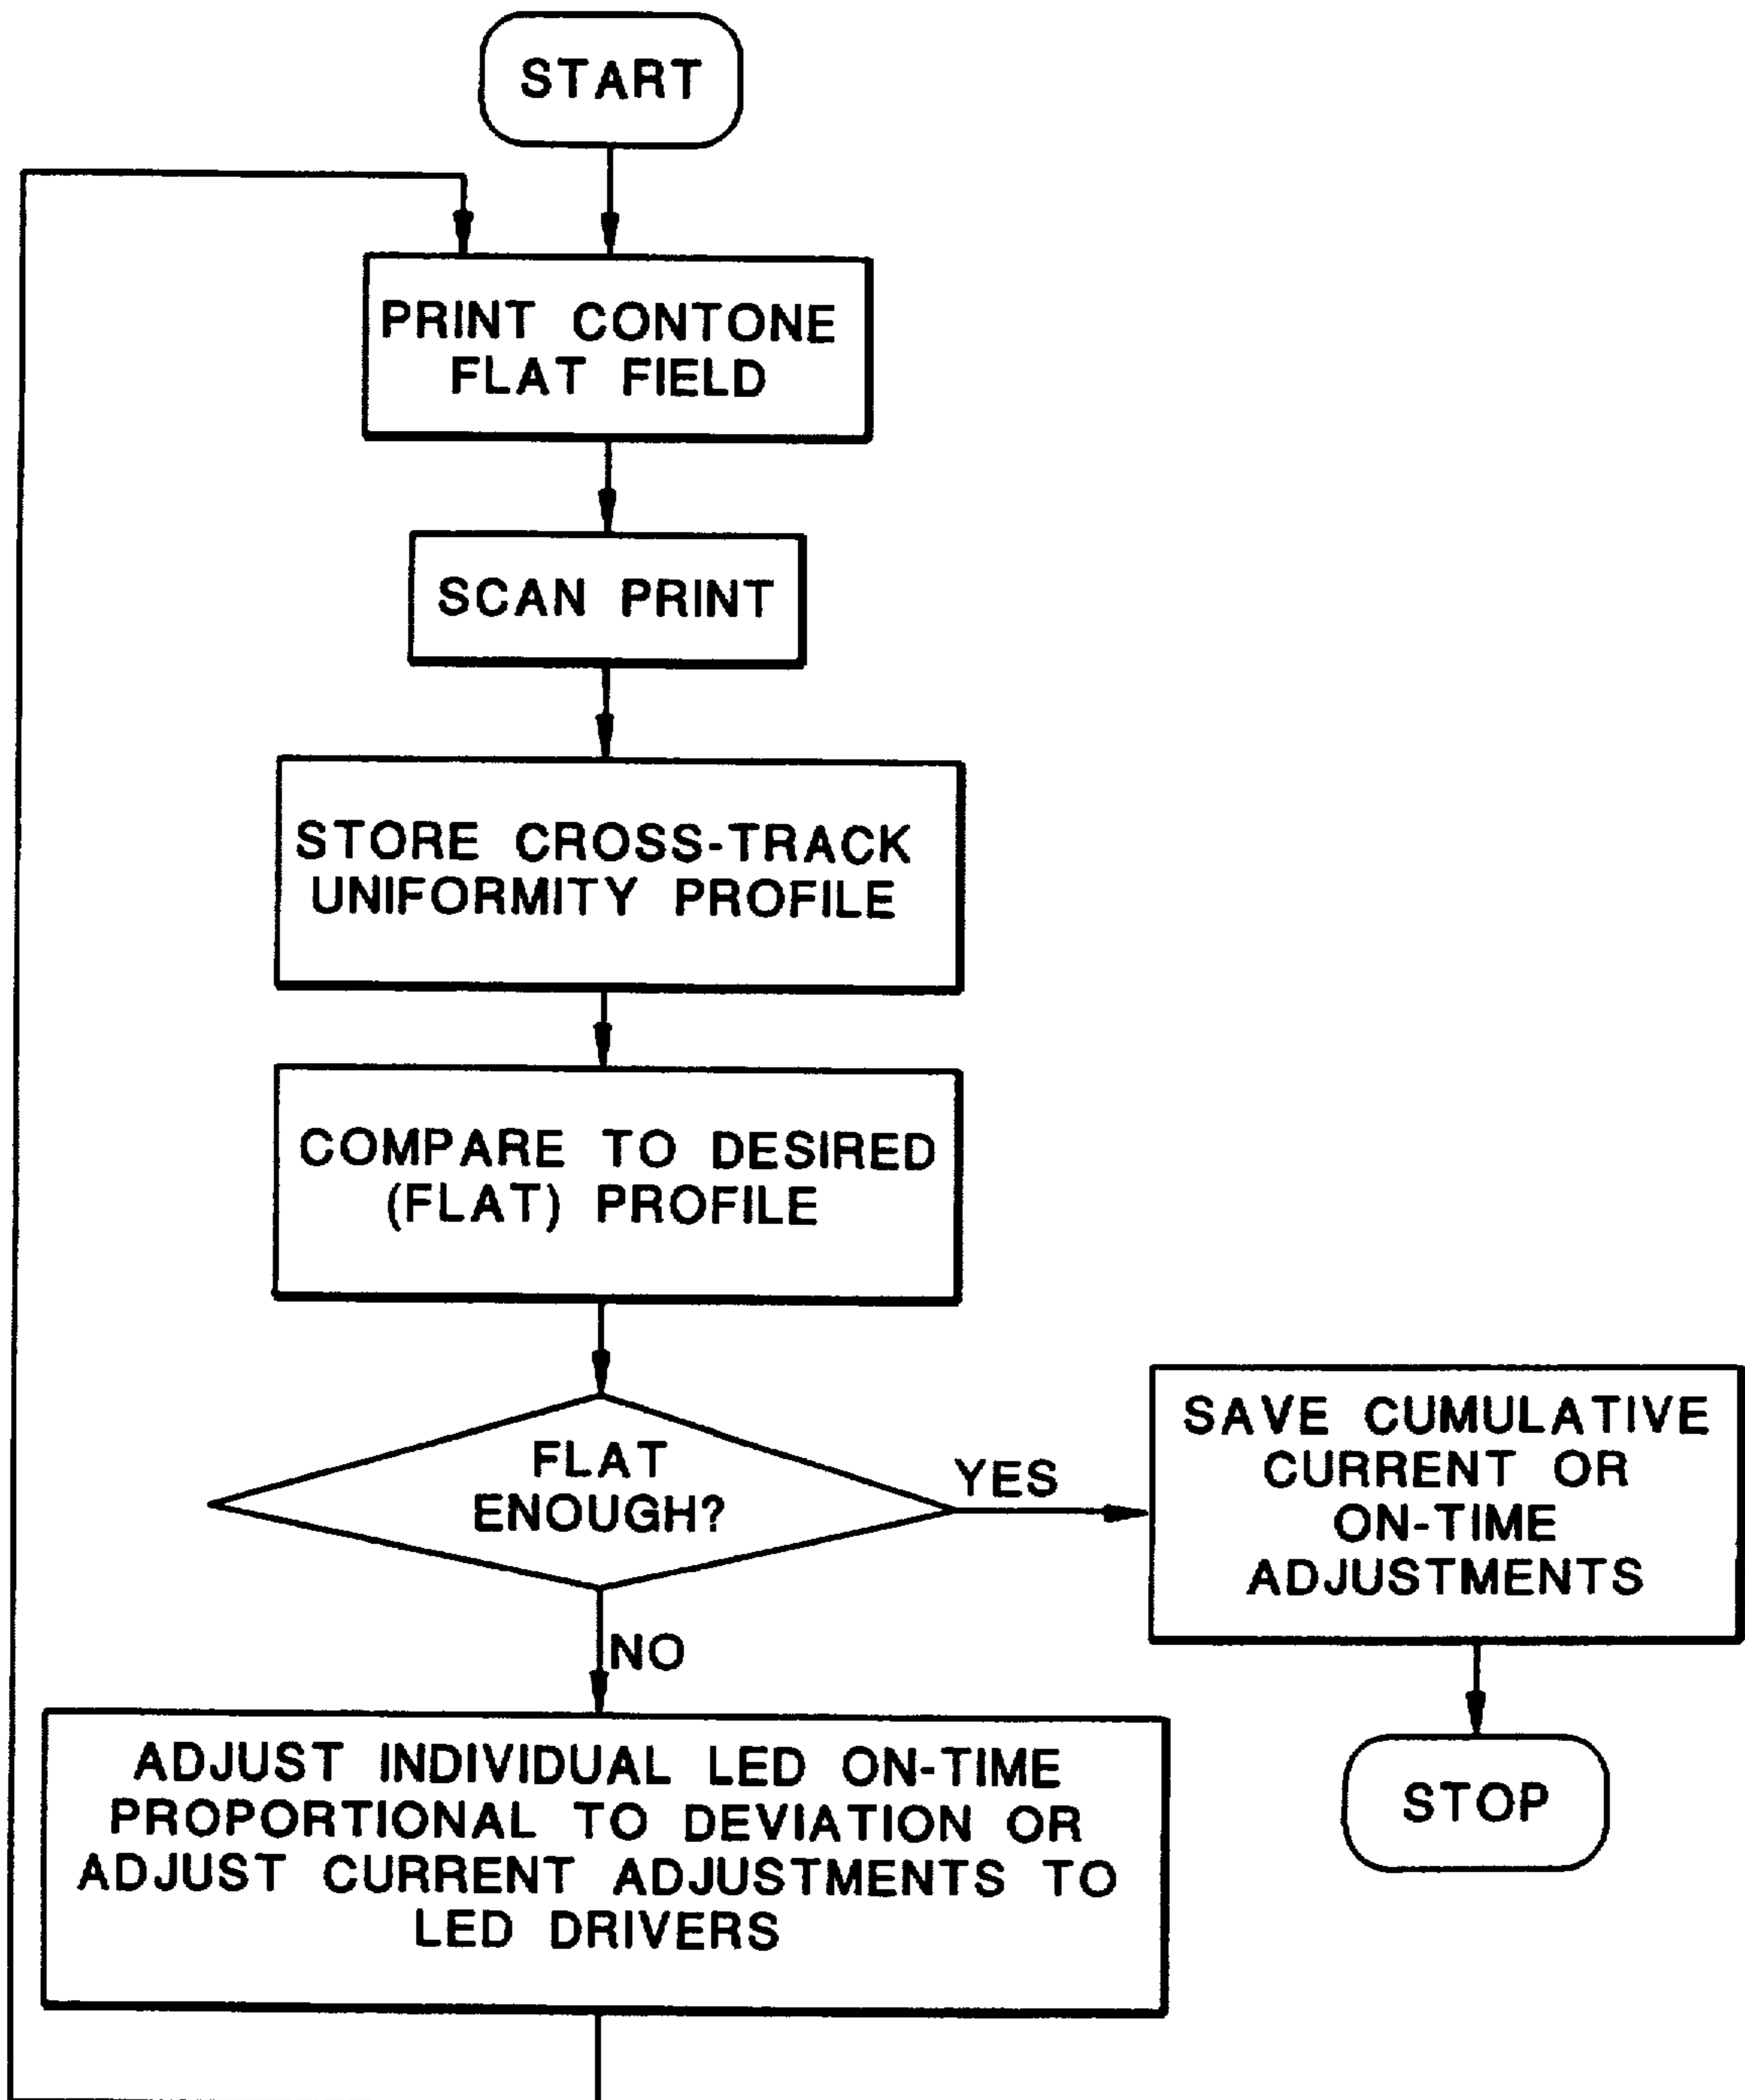 START
PRINT CONTONE
FLAT FIELD
SCAN PRINT
STORE CROSS-TRACK
UNIFORMITY PROFILE
COMPARE TO DESIRED
(FLAT) PROFILE
FLAT
ENOUGH?
YES
SAVE CUMULATIVE
CURRENT OR
ON-TIME
ADJUSTMENTS
NO
ADJUST INDIVIDUAL LED ON-TIME
PROPORTIONAL TO DEVIATION OR
ADJUST CURRENT ADJUSTMENTS TO
LED DRIVERS
STOP